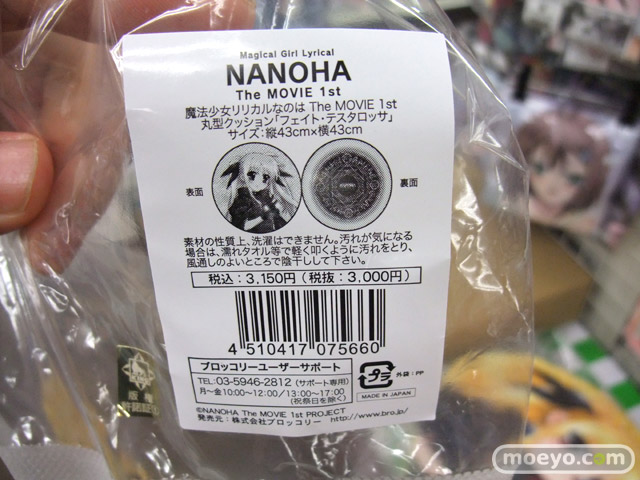 Magical Girl Lyrical
NANOHA
The MOVIE 1st
魔法少女リリカルなのは The MOVIE 1st
丸型クッション「フェイト・テスタロッサ」
サイズ:縦43cm×横43cm
表面
裏面
素材の性質上、洗濯はできません。汚れが気になる
場合は、濡れタオル等で軽く叩くように汚れをとり、
風通しのよいところで陰干しして下さい。
税込:3,150円(税抜:3,000円)
4 510417 075660
ブロッコリーユーザーサポート
TEL:03-5946-2812(サポート専用)
月~金10:00~12:00/13:00~17:00
(祝祭日を除く)
プラ
外袋:PP
MADE IN JAPAN
©NANOHA The MOVIE 1st PROJECT
発売元:株式会社ブロッコリー http://www.bro.jp/
版権
許諾証
moeyo.com